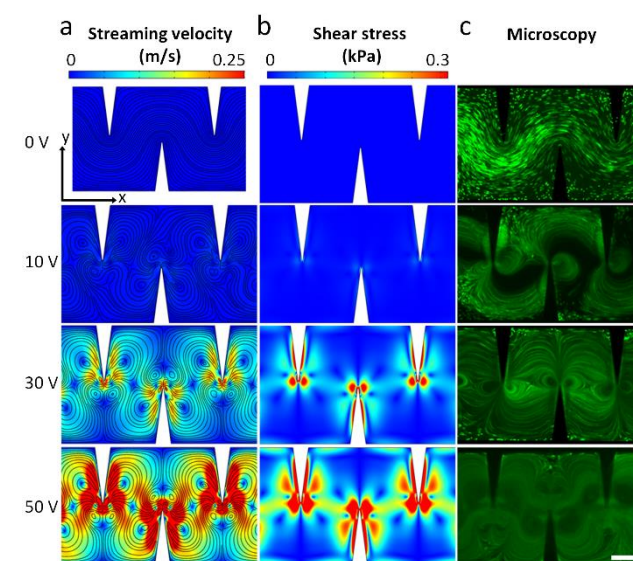 a Streaming velocity (m/s)
0 0.25
b Shear stress (kPa)
0 0.3
c Microscopy
0 V
y
x
10 V
30 V
50 V